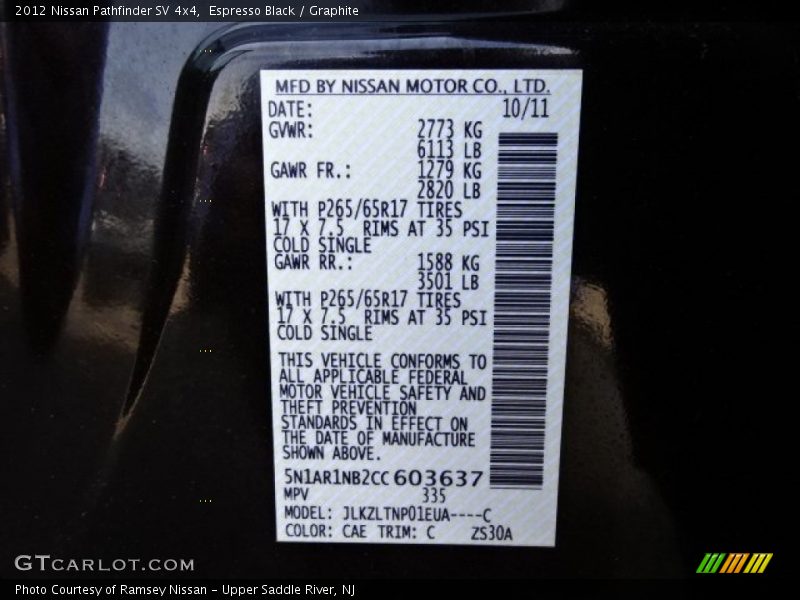 2012 Nissan Pathfinder SV 4x4,  Espresso Black / Graphite
MFD BY NISSAN MOTOR CO., LTD.
DATE: 10/11
GVWR: 2773 KG
6113 LB
GAWR FR.: 1279 KG
2820 LB
WITH P265/65R17 TIRES
17 X 7.5 RIMS AT 35 PSI
COLD SINGLE
GAWR RR.: 1588 KG
3501 LB
WITH P265/65R17 TIRES
17 X 7.5 RIMS AT 35 PSI
COLD SINGLE
THIS VEHICLE CONFORMS TO
ALL APPLICABLE FEDERAL
MOTOR VEHICLE SAFETY AND
THEFT PREVENTION
STANDARDS IN EFFECT ON
THE DATE OF MANUFACTURE
SHOWN ABOVE.
5N1AR1NB2CC603637
MPV 335
MODEL: JLKZLTNP01EUA----C
COLOR: CAE TRIM: C ZS30A
GTCARLOT.COM
Photo Courtesy of Ramsey Nissan - Upper Saddle River, NJ